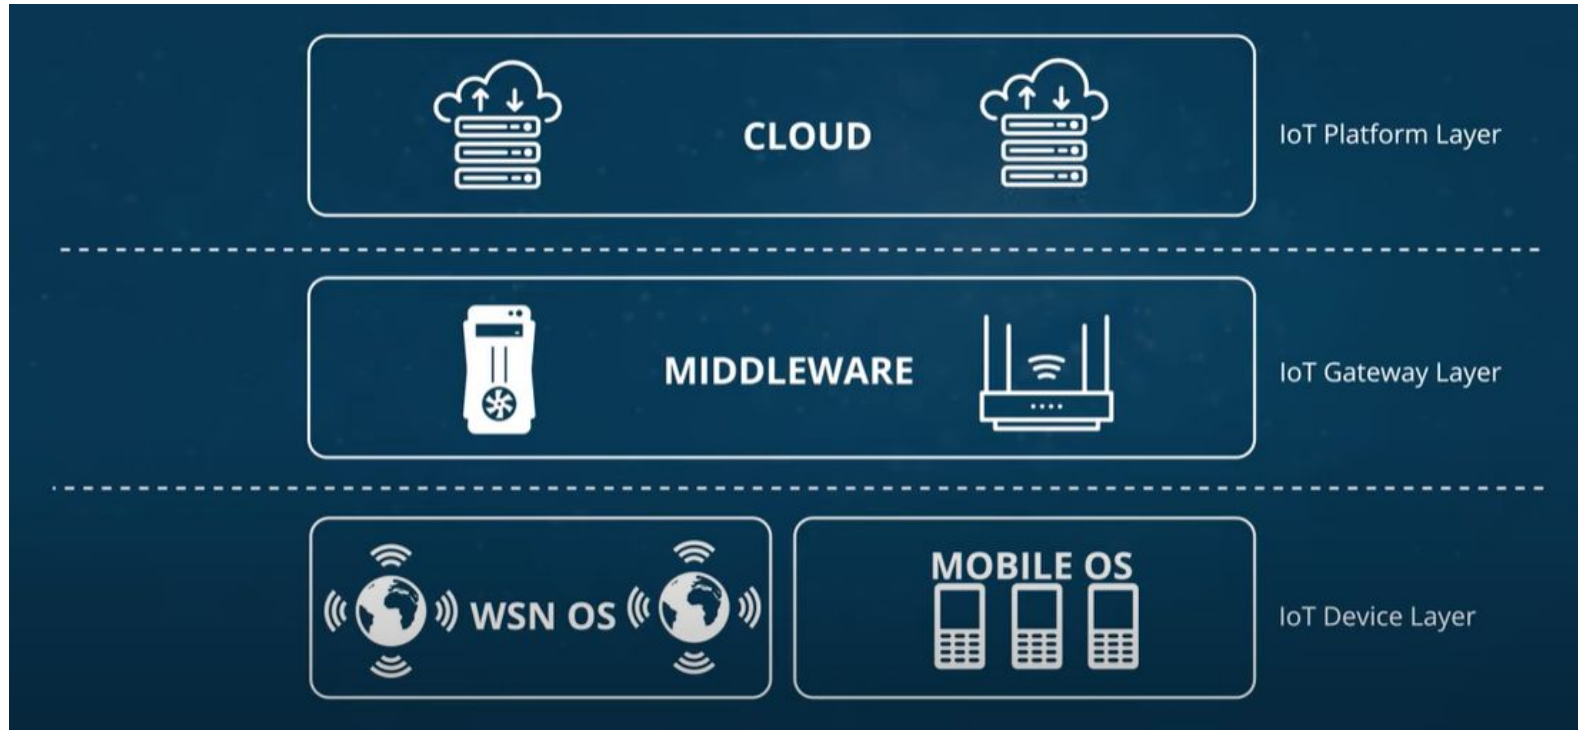 CLOUD
IoT Platform Layer
MIDDLEWARE
IoT Gateway Layer
WSN OS
MOBILE OS
IoT Device Layer